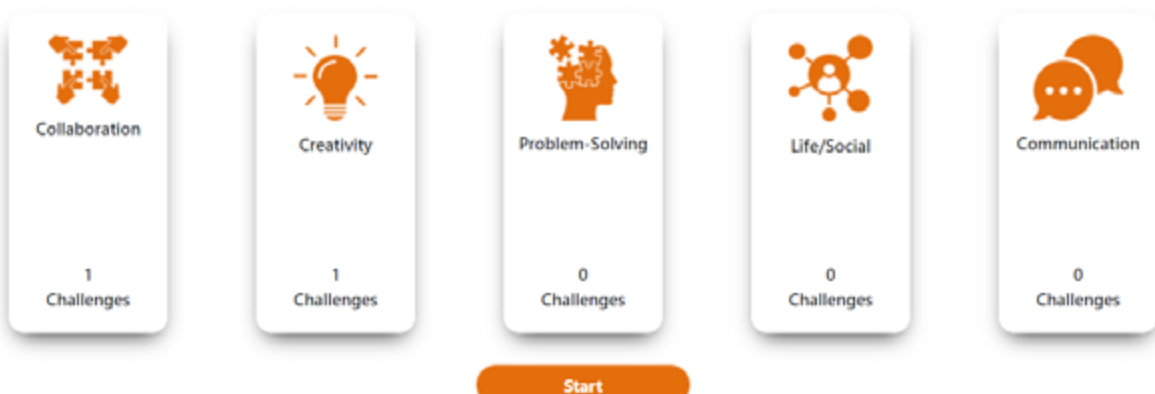 Collaboration
Creativity
Problem-Solving
Life/Social
Communication
1
Challenges
1
Challenges
0
Challenges
0
Challenges
0
Challenges
Start